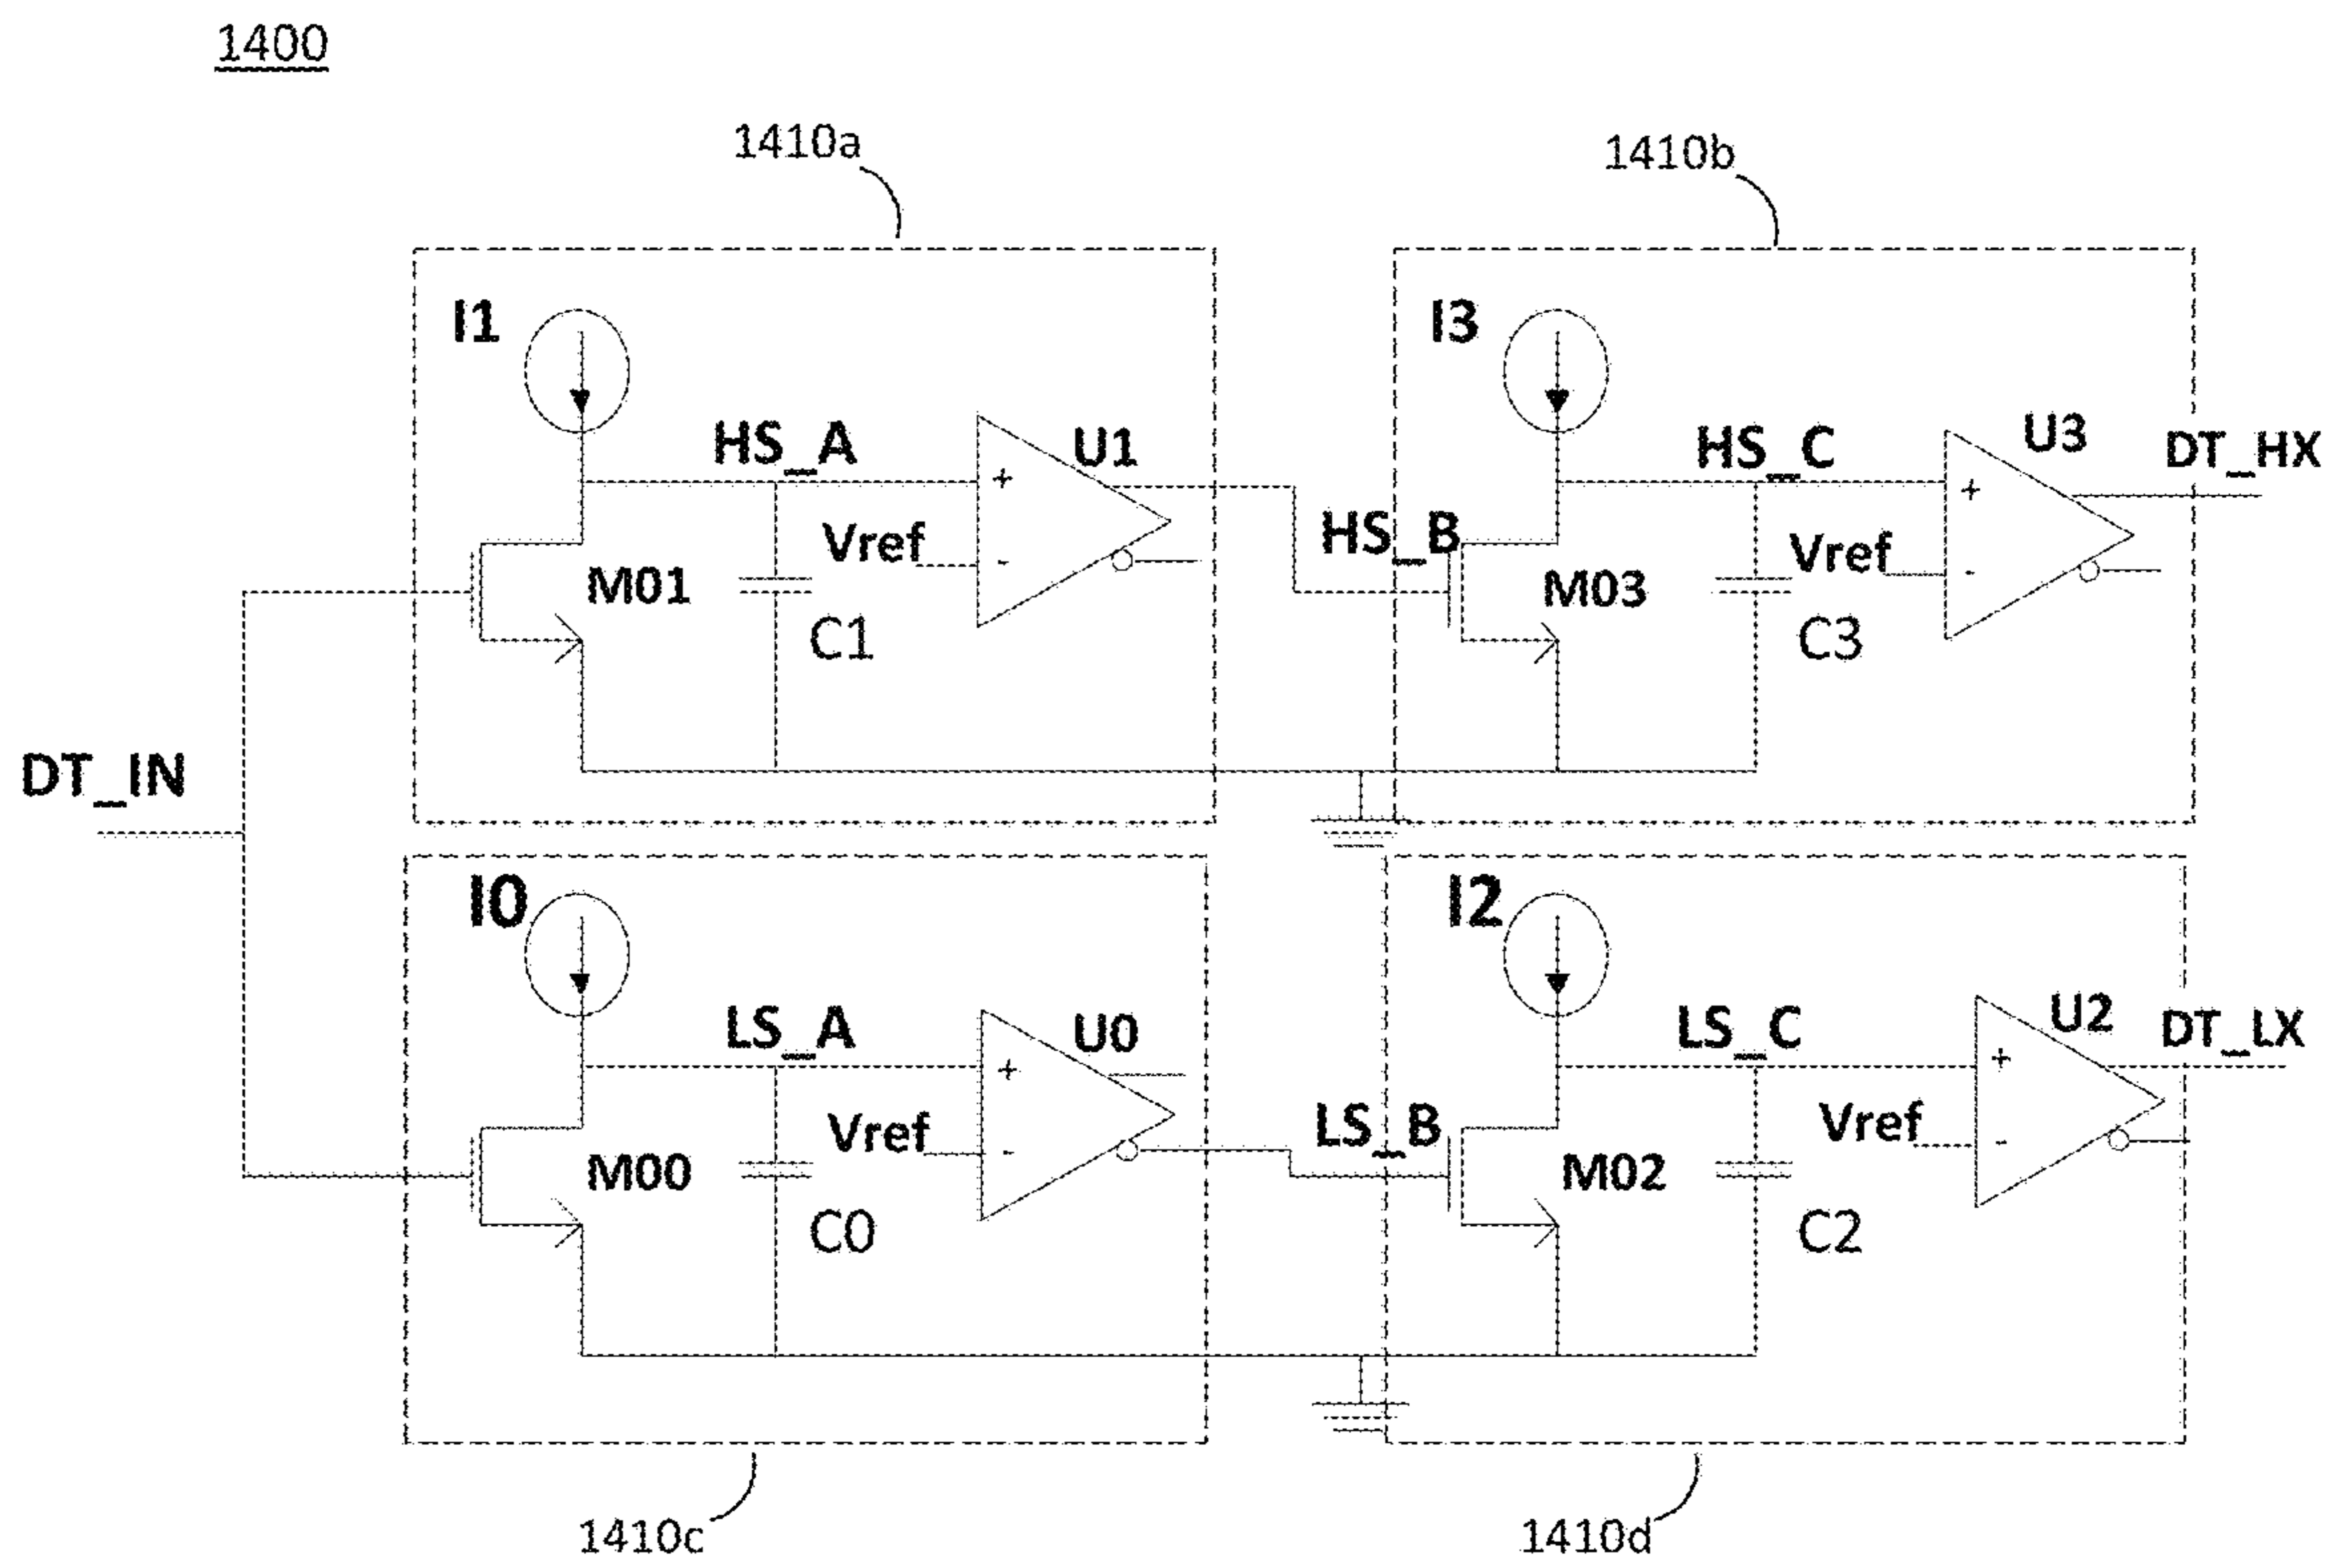 1400
1410a
1410b
I1
I3
HS_A
U1
HS_C
U3
DT_HX
+
+
Vref
HS_B
Vref
-
-
M01
M03
C1
C3
DT_IN
I0
I2
LS_A
U0
LS_C
U2
DT_LX
+
+
Vref
LS_B
Vref
-
-
M00
M02
C0
C2
1410c
1410d